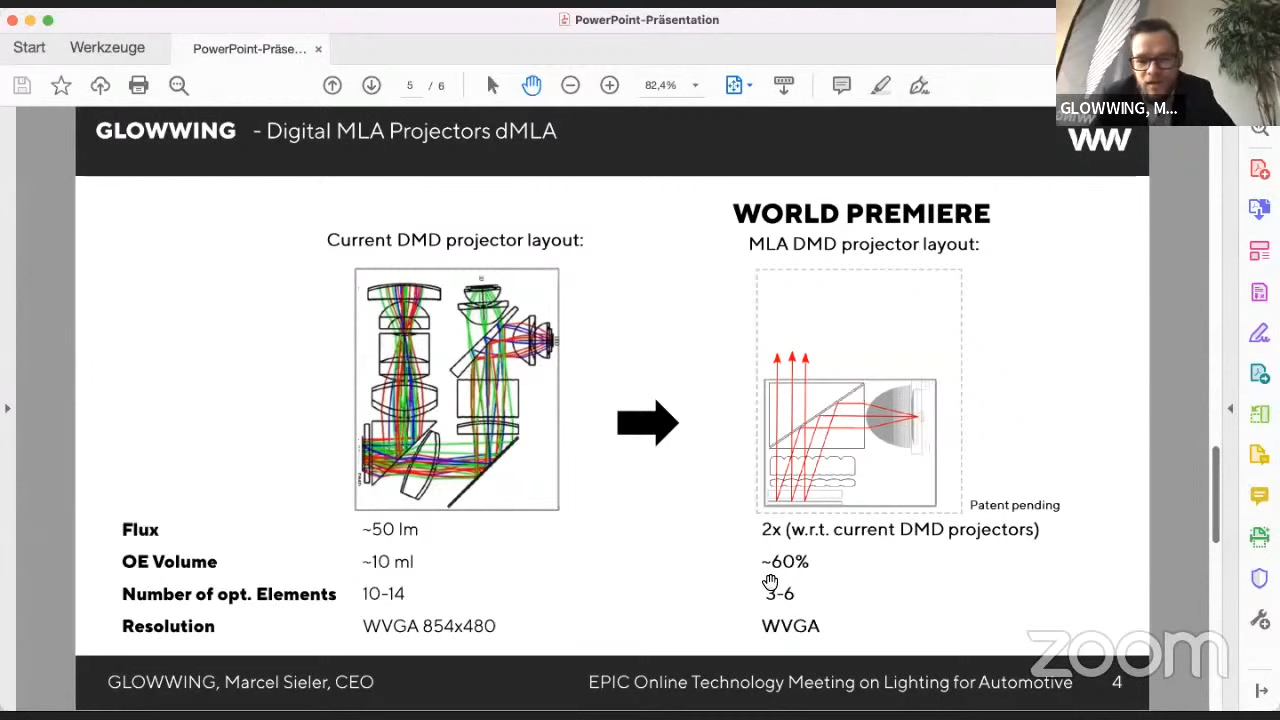 PowerPoint-Präsentation
Start
Werkzeuge
PowerPoint-Präse...
5 / 6
82,4%
GLOWWING, M...
GLOWWING - Digital MLA Projectors dMLA
WORLD PREMIERE
Current DMD projector layout:
MLA DMD projector layout:
Patent pending
Flux ~50 lm 2x (w.r.t. current DMD projectors)
OE Volume ~10 ml ~60%
Number of opt. Elements 10-14 3-6
Resolution WVGA 854x480 WVGA
zoom
GLOWWING, Marcel Sieler, CEO
EPIC Online Technology Meeting on Lighting for Automotive 4